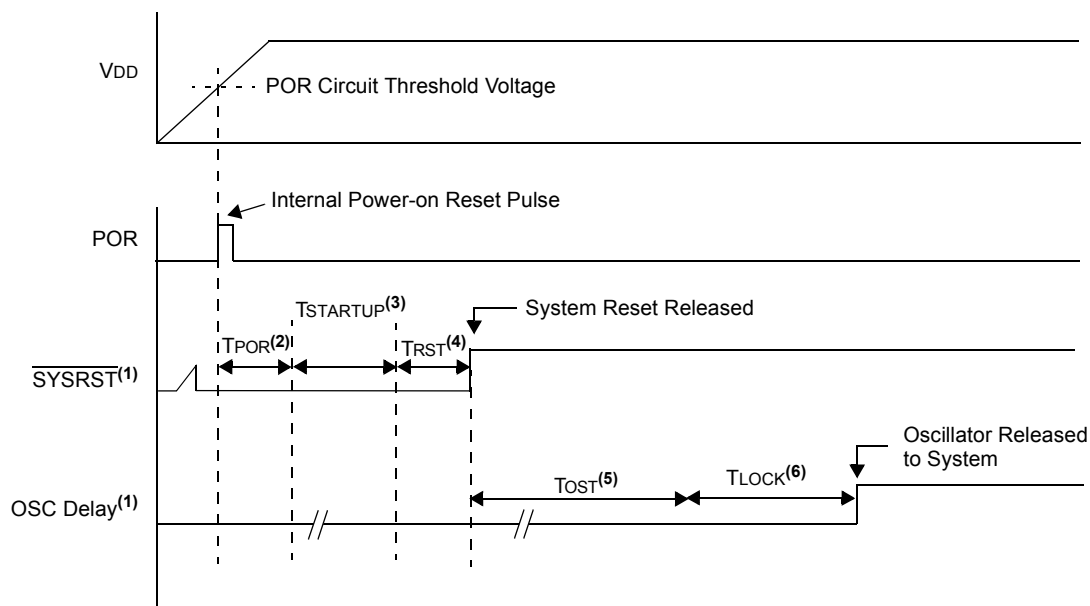 VDD
POR Circuit Threshold Voltage
Internal Power-on Reset Pulse
POR
TSTARTUP(3)
System Reset Released
TPOR(2)
TRST(4)
SYSRST(1)
Oscillator Released
to System
TOST(5)
TLOCK(6)
OSC Delay(1)